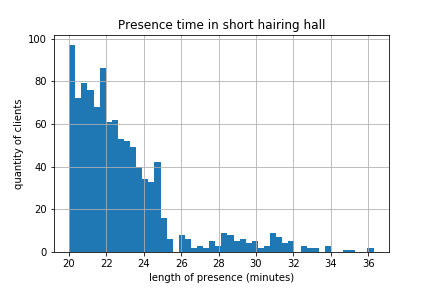 Presence time in short hairing hall
100
80
60
40
20
0
quantity of clients
20 22 24 26 28 30 32 34 36
length of presence (minutes)